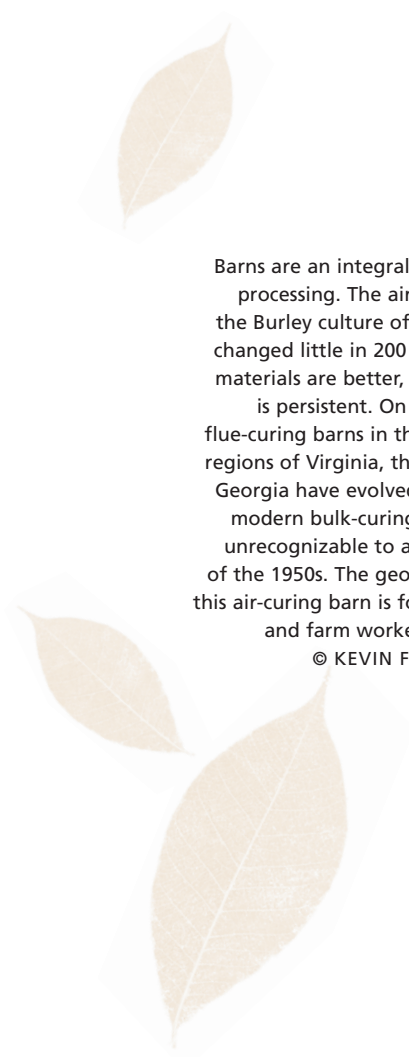 Barns are an integral
processing. The air
the Burley culture of
changed little in 200
materials are better,
is persistent. On
flue-curing barns in th
regions of Virginia, th
Georgia have evolved
modern bulk-curing
unrecognizable to a
of the 1950s. The geo
this air-curing barn is fo
and farm worke
© KEVIN F